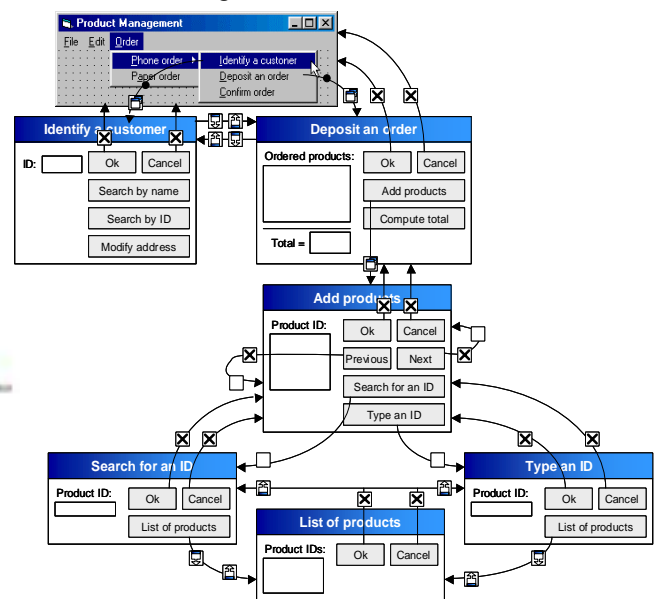 Product Management
File Edit Order
Phone order Identify a customer
Paper order Deposit an order
Confirm order
Identify a customer
ID: Ok Cancel
Search by name
Search by ID
Modify address
Deposit an order
Ordered products: Ok Cancel
Add products
Compute total
Total =
Add products
Product ID: Ok Cancel
Previous Next
Search for an ID
Type an ID
Search for an ID
Product ID: Ok Cancel
List of products
Type an ID
Product ID: Ok Cancel
List of products
List of products
Product IDs: Ok Cancel